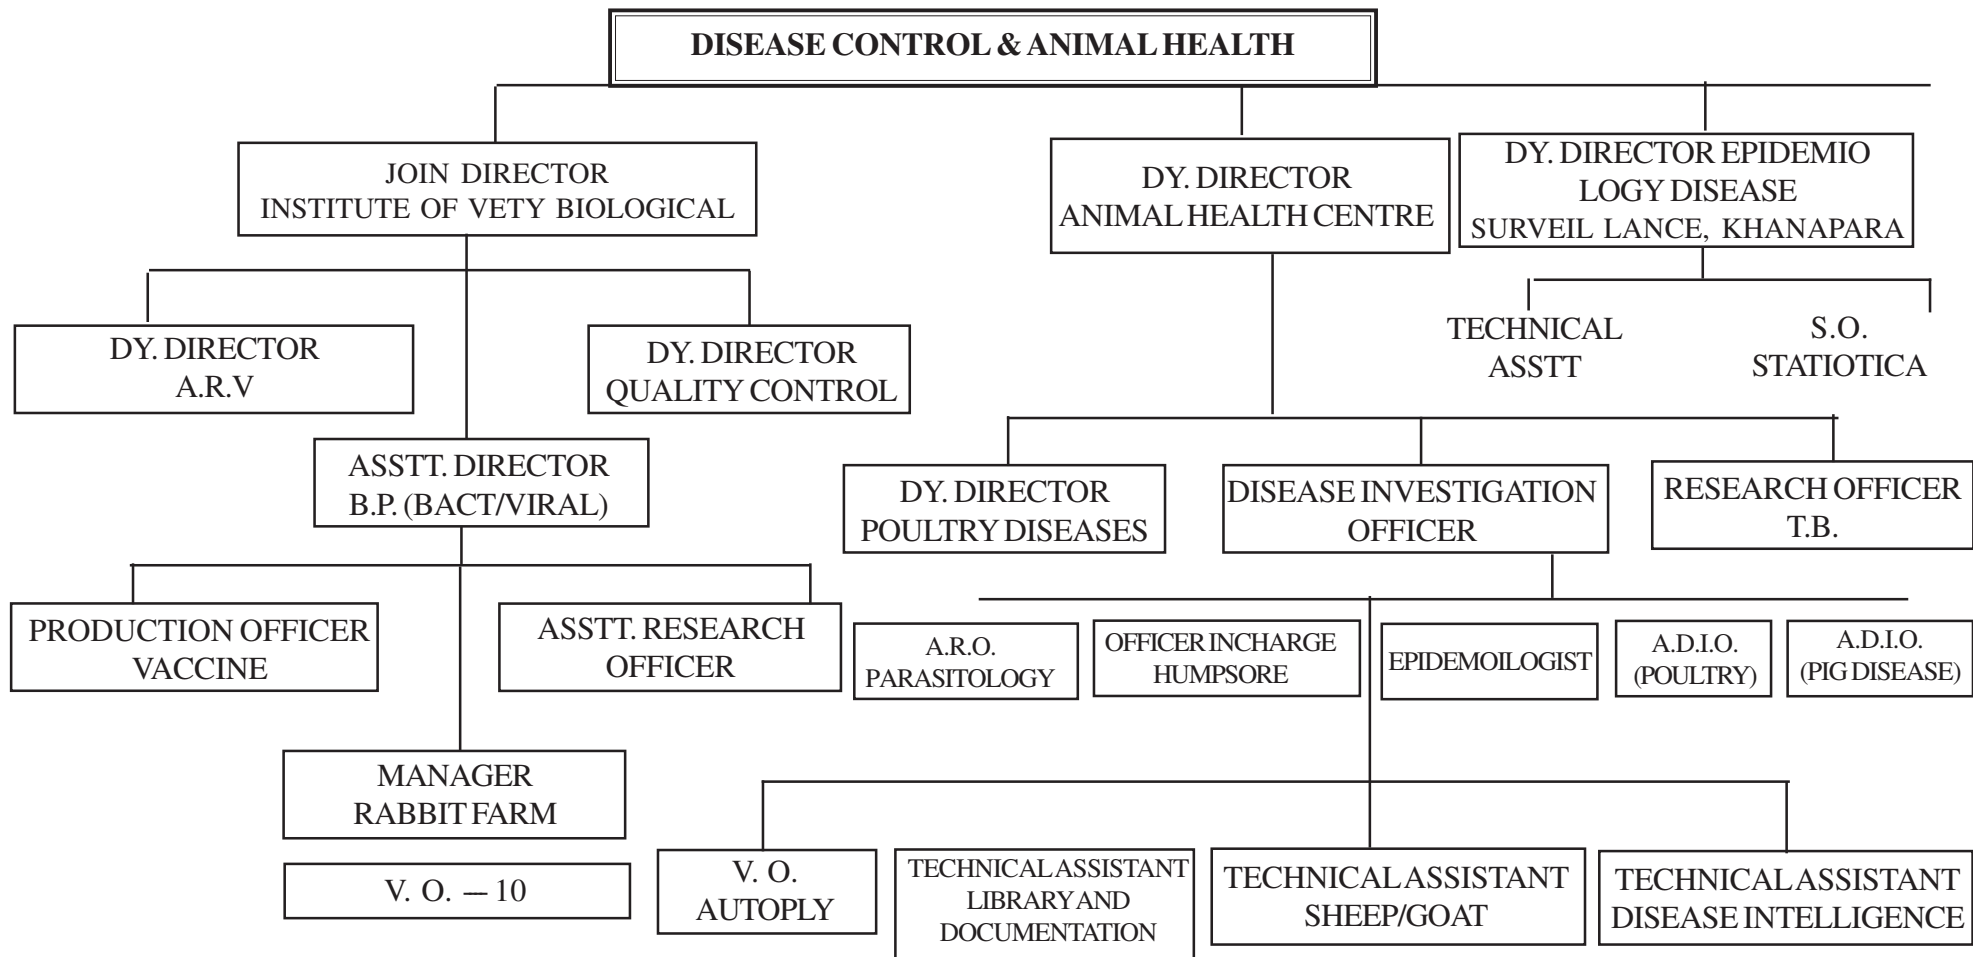 DISEASE CONTROL & ANIMAL HEALTH
JOIN DIRECTOR
INSTITUTE OF VETY BIOLOGICAL
DY. DIRECTOR
ANIMAL HEALTH CENTRE
DY. DIRECTOR EPIDEMIO
LOGY DISEASE
SURVEIL LANCE, KHANAPARA
DY. DIRECTOR
A.R.V
DY. DIRECTOR
QUALITY CONTROL
TECHNICAL
ASSTT
S.O.
STATIOTICA
ASSTT. DIRECTOR
B.P. (BACT/VIRAL)
DY. DIRECTOR
POULTRY DISEASES
DISEASE INVESTIGATION
OFFICER
RESEARCH OFFICER
T.B.
PRODUCTION OFFICER
VACCINE
ASSTT. RESEARCH
OFFICER
A.R.O.
PARASITOLOGY
OFFICER INCHARGE
HUMPSORE
EPIDEMOILOGIST
A.D.I.O.
(POULTRY)
A.D.I.O.
(PIG DISEASE)
MANAGER
RABBIT FARM
V. O. — 10
V. O.
AUTOPLY
TECHNICAL ASSISTANT
LIBRARY AND
DOCUMENTATION
TECHNICAL ASSISTANT
SHEEP/GOAT
TECHNICAL ASSISTANT
DISEASE INTELLIGENCE